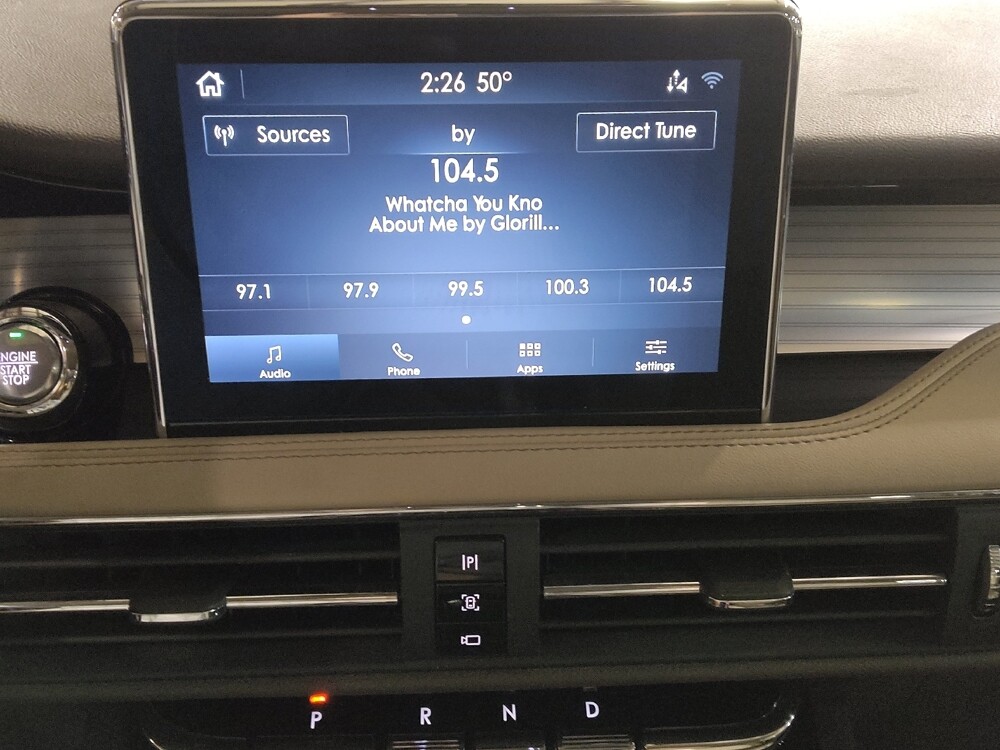 2:26 50°
Sources
by
Direct Tune
104.5
Whatcha You Kno
About Me by Glorill...
97.1 97.9 99.5 100.3 104.5
Audio Phone Apps Settings
ENGINE
START
STOP
P
P R N D